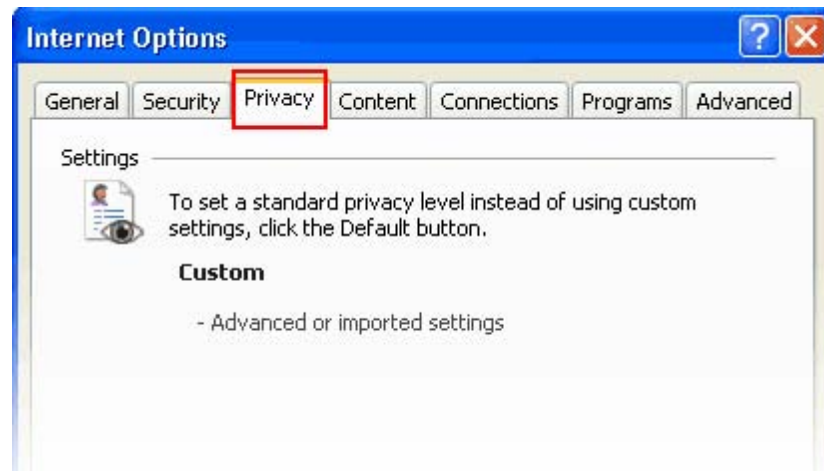 Internet Options
?
General Security Privacy Content Connections Programs Advanced
Settings
To set a standard privacy level instead of using custom
settings, click the Default button.
Custom
- Advanced or imported settings